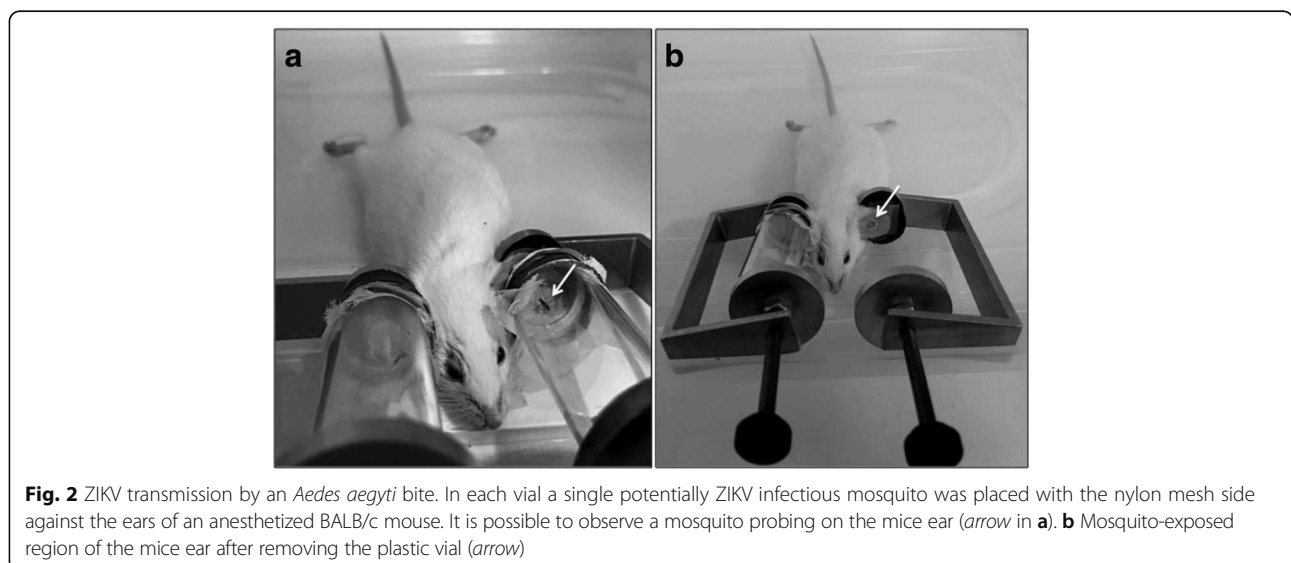 a
b
Fig. 2 ZIKV transmission by an Aedes aegyti bite. In each vial a single potentially ZIKV infectious mosquito was placed with the nylon mesh side
against the ears of an anesthetized BALB/c mouse. It is possible to observe a mosquito probing on the mice ear (arrow in a). b Mosquito-exposed
region of the mice ear after removing the plastic vial (arrow)